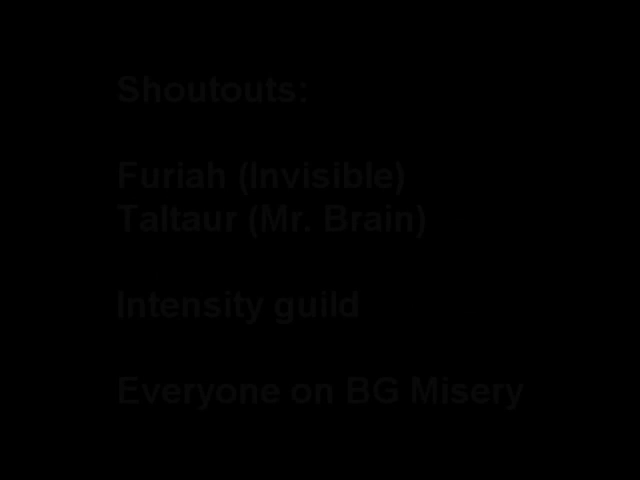 Shoutouts:
Furiah (Invisible)
Taltaur (Mr. Brain)
Intensity guild
Everyone on BG Misery